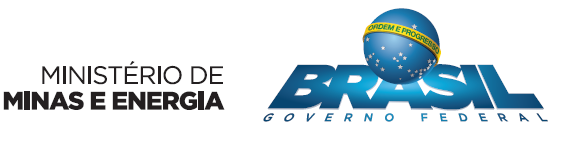 MINISTÉRIO DE
MINAS E ENERGIA
ORDEM E PROGRESSO
BRASIL
GOVERNO FEDERAL